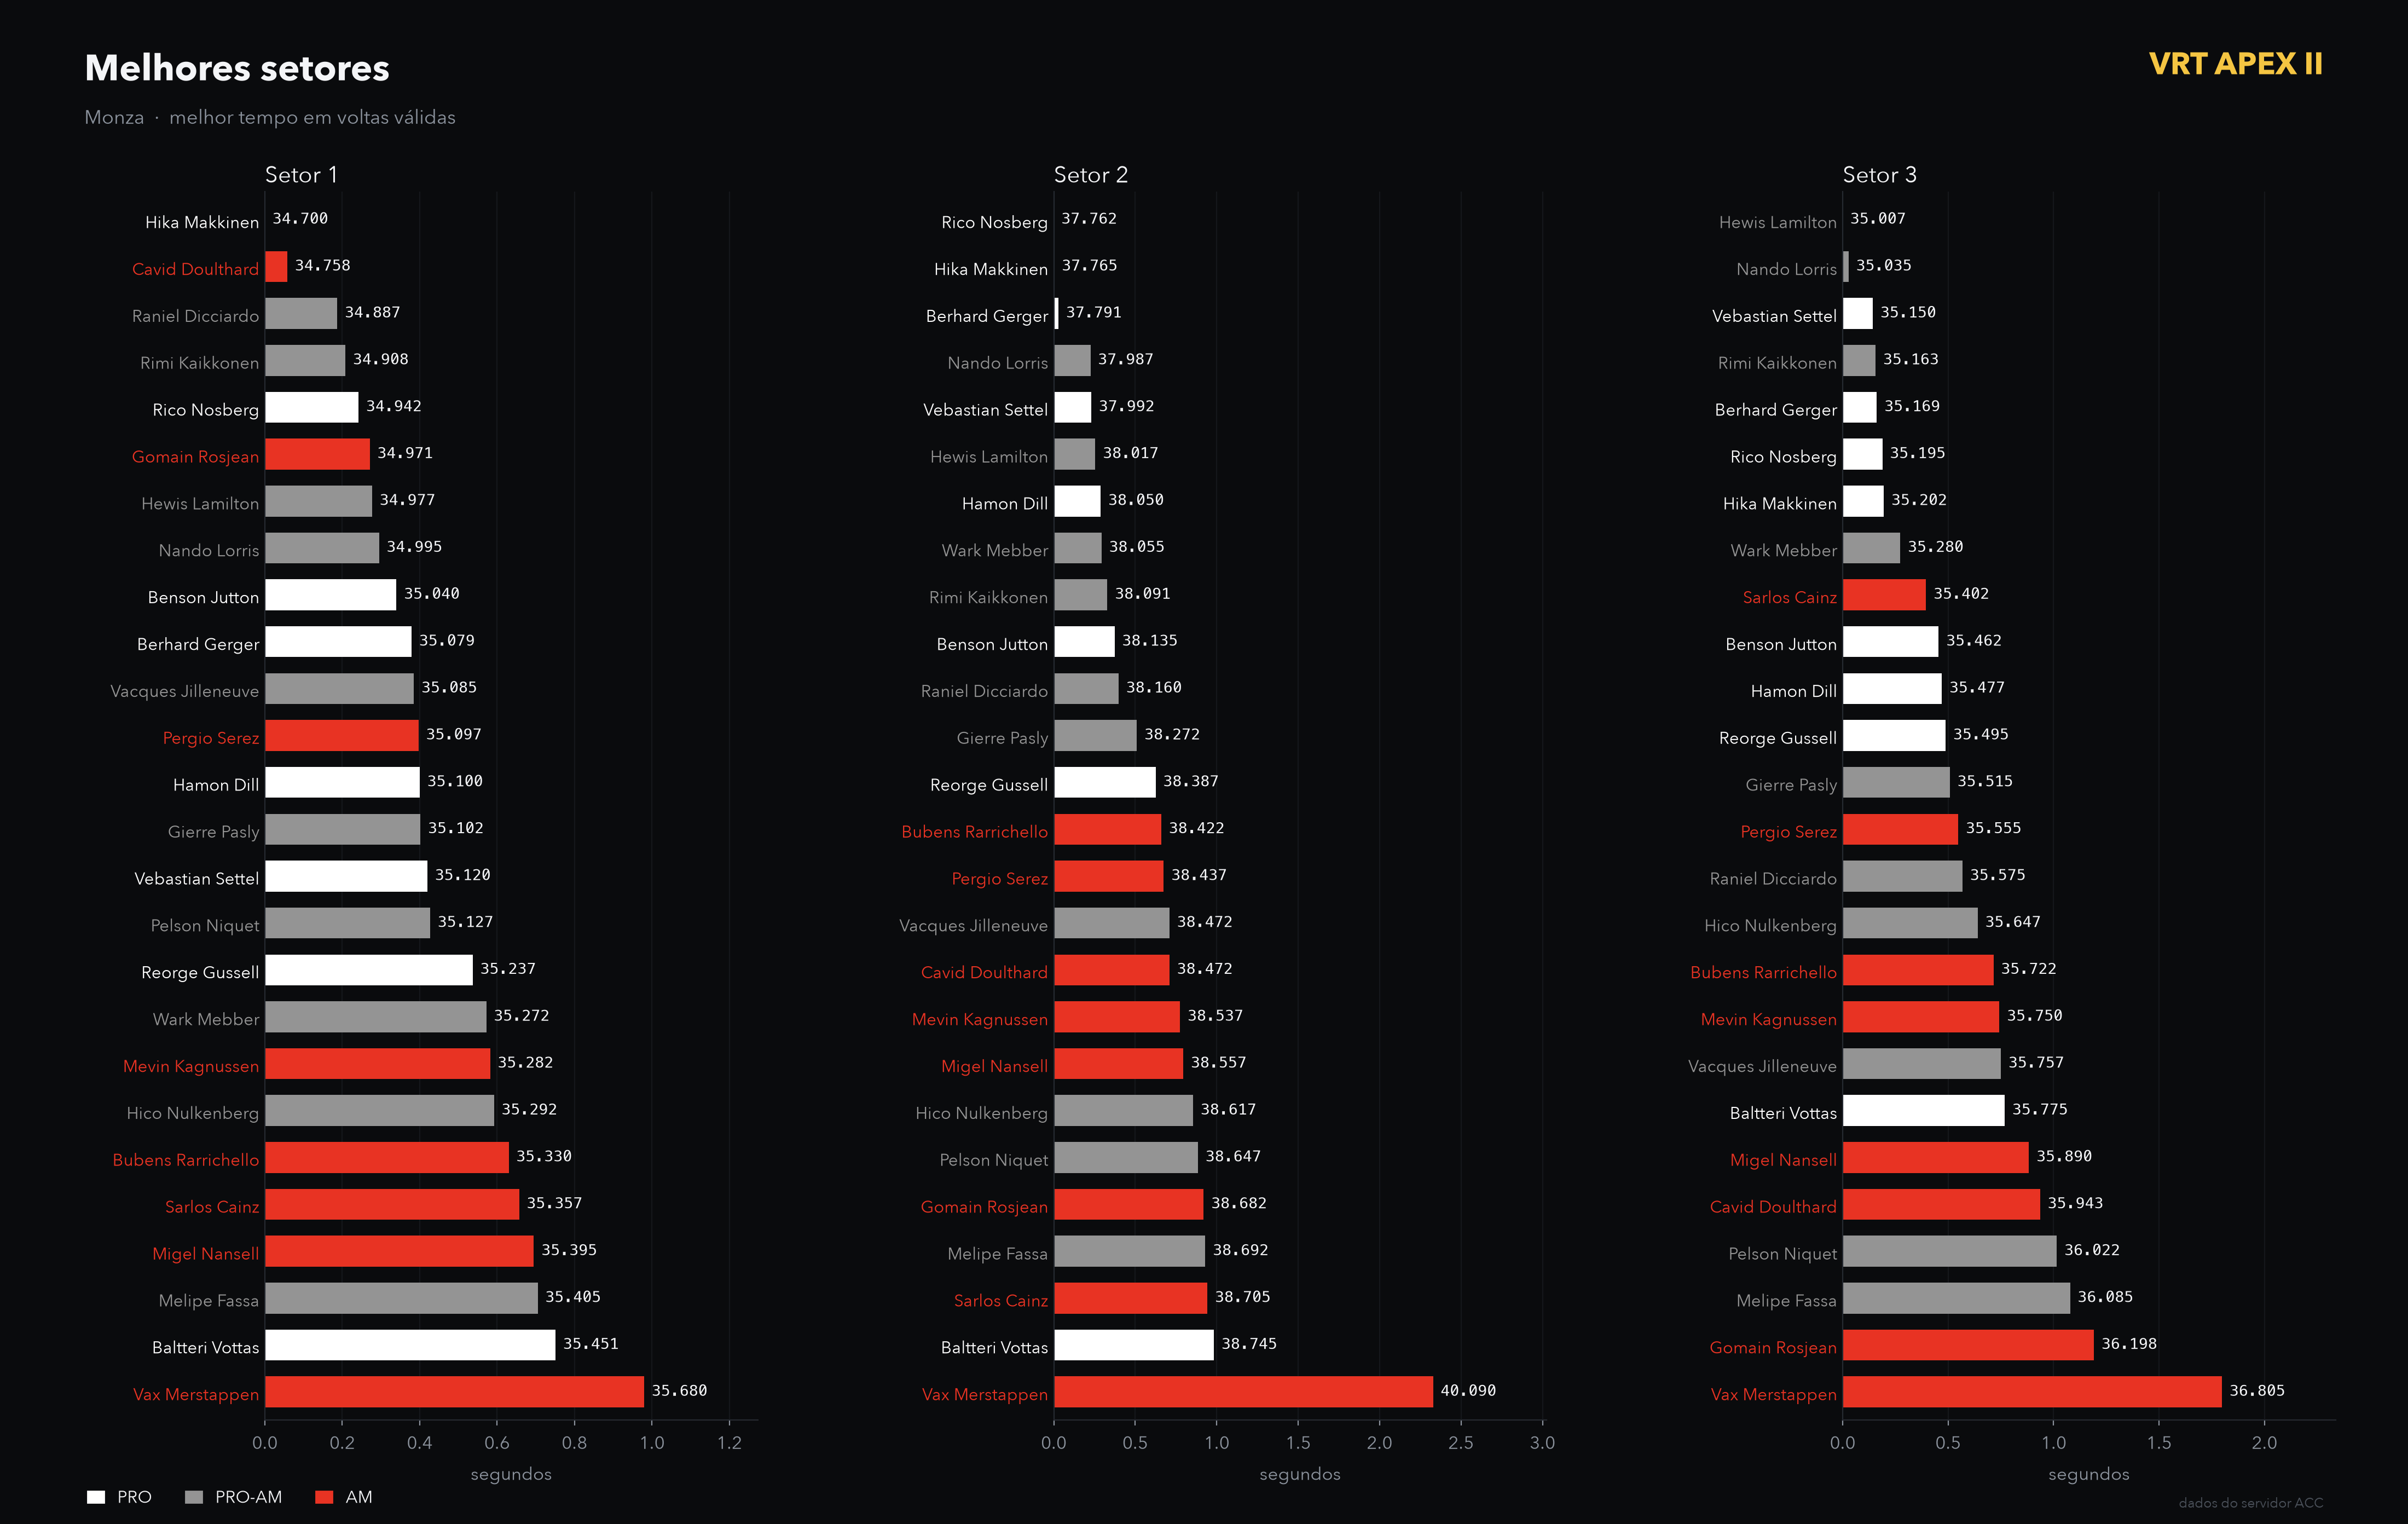 Melhores setores
VRT APEX II
Monza · melhor tempo em voltas válidas
Setor 1
Hika Makkinen 34.700
Cavid Doulthard 34.758
Raniel Dicciardo 34.887
Rimi Kaikkonen 34.908
Rico Nosberg 34.942
Gomain Rosjean 34.971
Hewis Lamilton 34.977
Nando Lorris 34.995
Benson Jutton 35.040
Berhard Gerger 35.079
Vacques Jilleneuve 35.085
Pergio Serez 35.097
Hamon Dill 35.100
Gierre Pasly 35.102
Vebastian Settel 35.120
Pelson Niquet 35.127
Reorge Gussell 35.237
Wark Mebber 35.272
Mevin Kagnussen 35.282
Hico Nulkenberg 35.292
Bubens Rarrichello 35.330
Sarlos Cainz 35.357
Migel Nansell 35.395
Melipe Fassa 35.405
Baltteri Vottas 35.451
Vax Merstappen 35.680
0.0 0.2 0.4 0.6 0.8 1.0 1.2
segundos
Setor 2
Rico Nosberg 37.762
Hika Makkinen 37.765
Berhard Gerger 37.791
Nando Lorris 37.987
Vebastian Settel 37.992
Hewis Lamilton 38.017
Hamon Dill 38.050
Wark Mebber 38.055
Rimi Kaikkonen 38.091
Benson Jutton 38.135
Raniel Dicciardo 38.160
Gierre Pasly 38.272
Reorge Gussell 38.387
Bubens Rarrichello 38.422
Pergio Serez 38.437
Vacques Jilleneuve 38.472
Cavid Doulthard 38.472
Mevin Kagnussen 38.537
Migel Nansell 38.557
Hico Nulkenberg 38.617
Pelson Niquet 38.647
Gomain Rosjean 38.682
Melipe Fassa 38.692
Sarlos Cainz 38.705
Baltteri Vottas 38.745
Vax Merstappen 40.090
0.0 0.5 1.0 1.5 2.0 2.5 3.0
segundos
Setor 3
Hewis Lamilton 35.007
Nando Lorris 35.035
Vebastian Settel 35.150
Rimi Kaikkonen 35.163
Berhard Gerger 35.169
Rico Nosberg 35.195
Hika Makkinen 35.202
Wark Mebber 35.280
Sarlos Cainz 35.402
Benson Jutton 35.462
Hamon Dill 35.477
Reorge Gussell 35.495
Gierre Pasly 35.515
Pergio Serez 35.555
Raniel Dicciardo 35.575
Hico Nulkenberg 35.647
Bubens Rarrichello 35.722
Mevin Kagnussen 35.750
Vacques Jilleneuve 35.757
Baltteri Vottas 35.775
Migel Nansell 35.890
Cavid Doulthard 35.943
Pelson Niquet 36.022
Melipe Fassa 36.085
Gomain Rosjean 36.198
Vax Merstappen 36.805
0.0 0.5 1.0 1.5 2.0
segundos
PRO PRO-AM AM
dados do servidor ACC